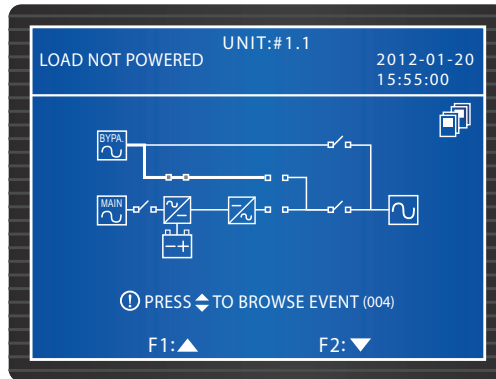 UNIT:#1.1
LOAD NOT POWERED
2012-01-20
15:55:00
BYPA.
MAIN
PRESS TO BROWSE EVENT (004)
F1:
F2: